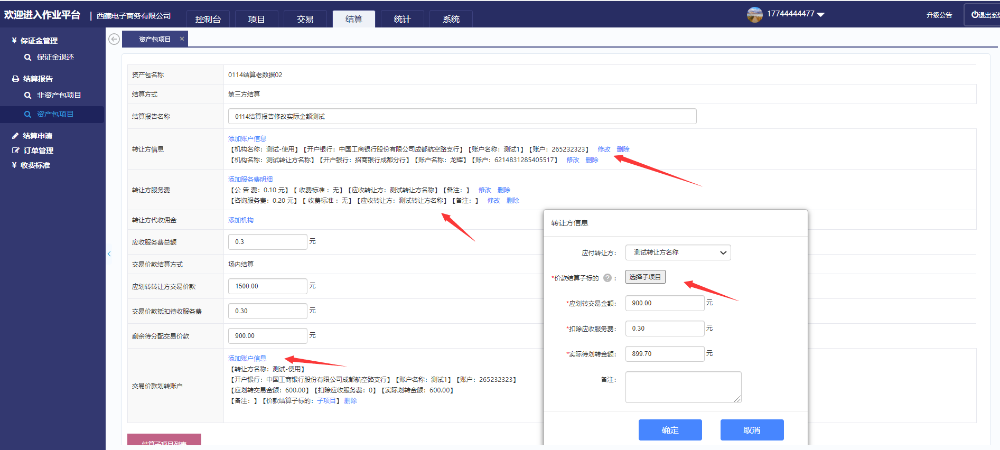 欢迎进入作业平台 | 西藏电子商务有限公司
控制台 项目 交易 结算 统计 系统
17744444477
升级公告
退出系统
¥ 保证金管理
保证金退还
结算报告
非资产包项目
资产包项目
结算申请
订单管理
¥ 收费标准
资产包项目 ×
资产包名称 0114结算老数据02
结算方式 第三方结算
结算报告名称 0114结算报告修改实际金额测试
转让方信息
添加账户信息
【机构名称：测试-使用】【开户银行：中国工商银行股份有限公司成都航空路支行】【账户名称：测试1】【账户：265232323】 修改 删除
【机构名称：测试转让方名称】【开户银行：招商银行成都分行】【账户名称：龙辉】【账户：6214831285405517】 修改 删除
转让方服务费
添加服务费明细
【公 告 费：0.10 元】【 收费标准 ：无】【应收转让方：测试转让方名称】【备注：】 修改 删除
【咨询服务费：0.20 元】【 收费标准 ：无】【应收转让方：测试转让方名称】【备注：】 修改 删除
转让方代收佣金 添加机构
应收服务费总额 0.3 元
交易价款结算方式 场内结算
应划转转让方交易价款 1500.00 元
交易价款抵扣待收服务费 0.30 元
剩余待分配交易价款 900.00 元
交易价款划转账户
添加账户信息
【转让方名称：测试-使用】
【开户银行：中国工商银行股份有限公司成都航空路支行】【账户名称：测试1】【账户：265232323】
【应划转交易金额：600.00】【扣除应收服务费：0】【实际划转金额：600.00】
【备注：】【价款结算子标的：子项目】 删除
结算子项目列表
转让方信息
应付转让方： 测试转让方名称
*价款结算子标的 ? ： 选择子项目
*应划转交易金额： 900.00 元
*扣除应收服务费： 0.30 元
*实际待划转金额： 899.70 元
备注：
确定 取消